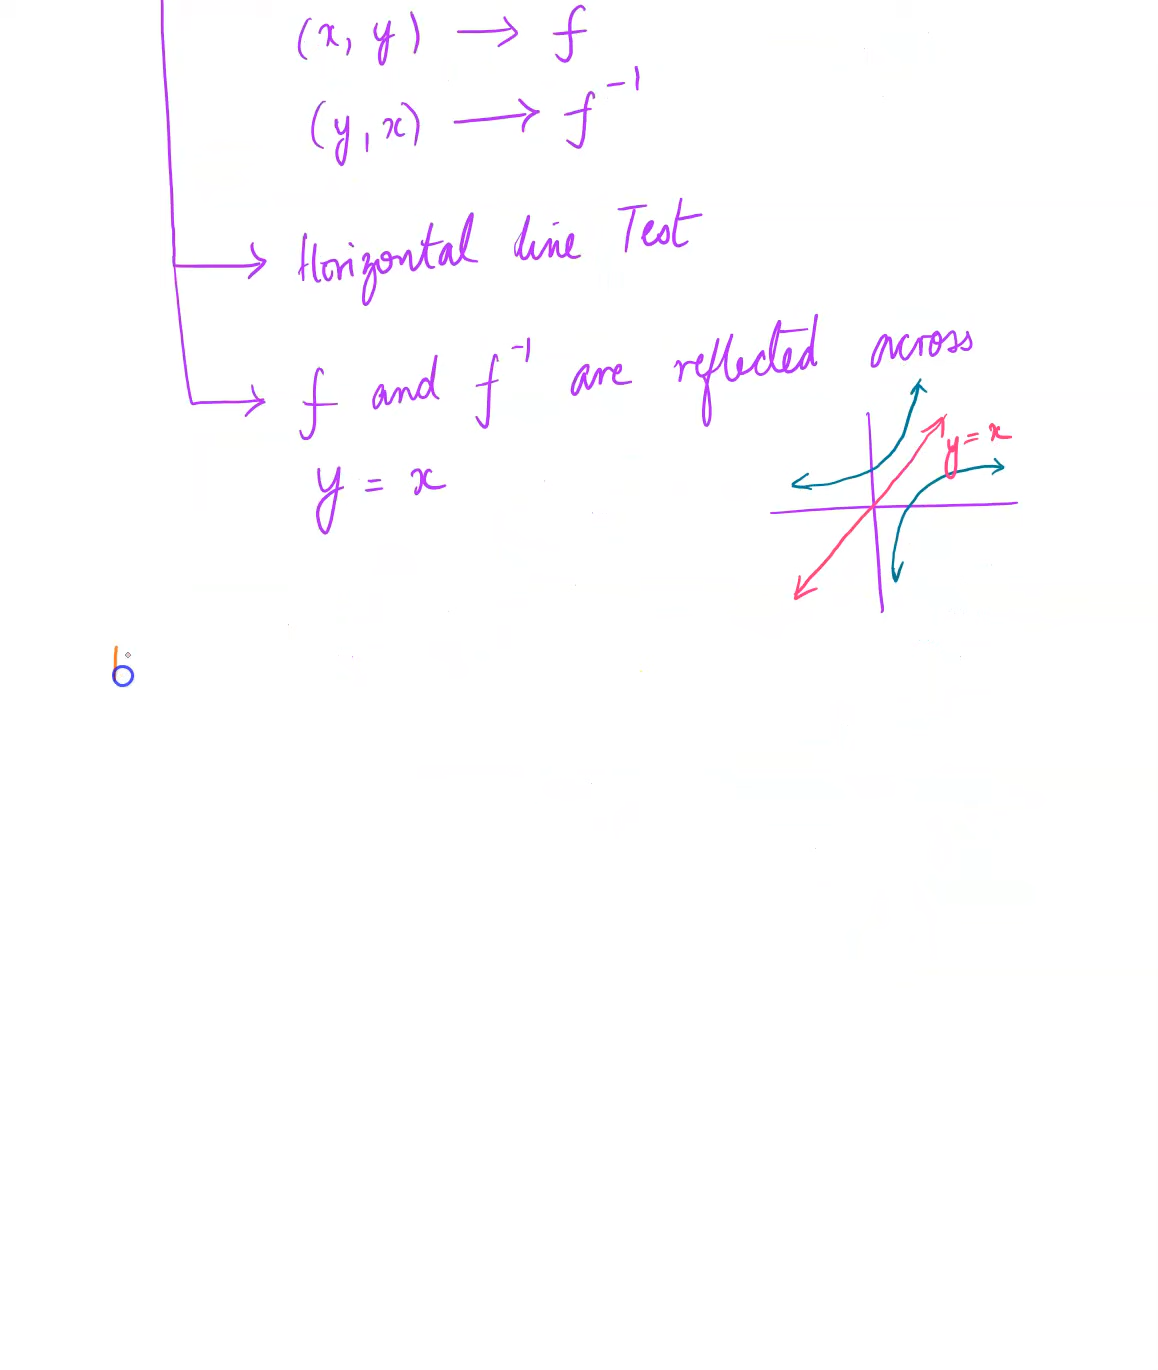 (x, y) → f
(y, x) → f⁻¹
→ Horizontal line Test
→ f and f⁻¹ are reflected across
y = x
y = x